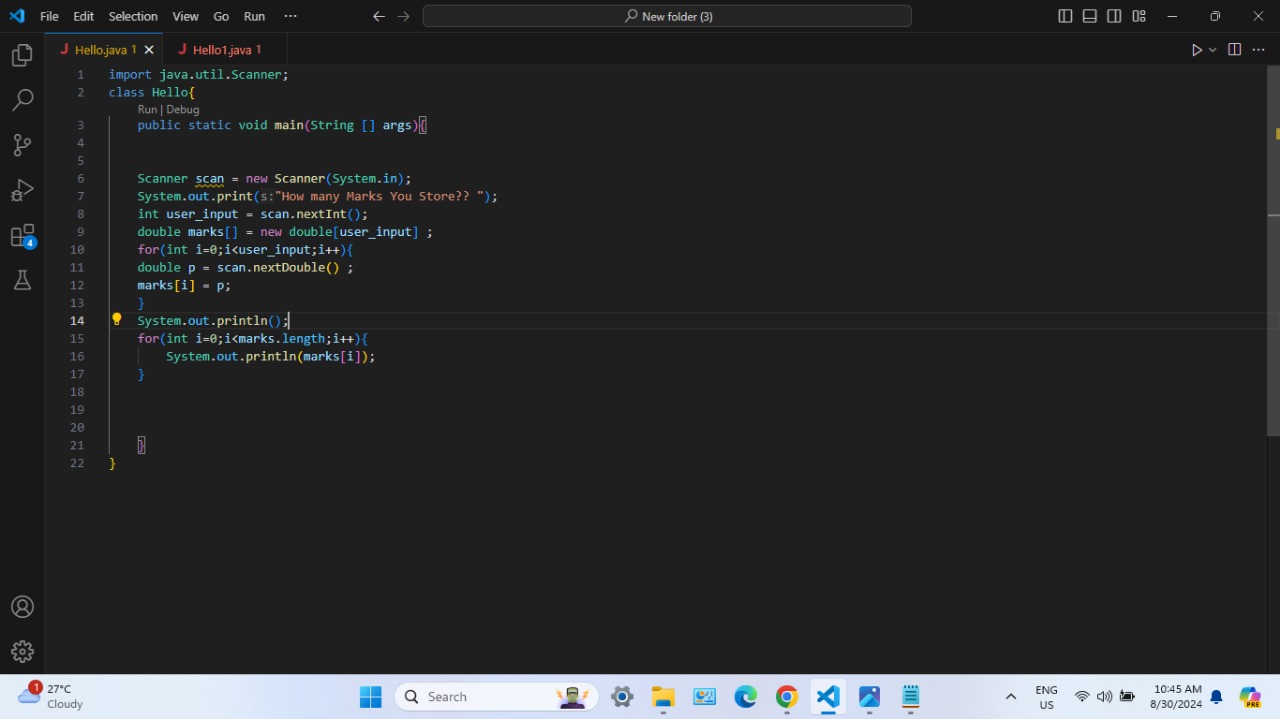 File Edit Selection View Go Run ··· New folder (3)
Hello.java 1 Hello1.java 1
1 import java.util.Scanner;
2 class Hello{
Run | Debug
3 public static void main(String [] args){
4
5
6 Scanner scan = new Scanner(System.in);
7 System.out.print(s:"How many Marks You Store?? ");
8 int user_input = scan.nextInt();
9 double marks[] = new double[user_input] ;
10 for(int i=0;i<user_input;i++){
11 double p = scan.nextDouble() ;
12 marks[i] = p;
13 }
14 System.out.println();
15 for(int i=0;i<marks.length;i++){
16 System.out.println(marks[i]);
17 }
18
19
20
21 }
22 }
4
1
27°C
Cloudy
Search
ENG
US
10:45 AM
8/30/2024
PRE